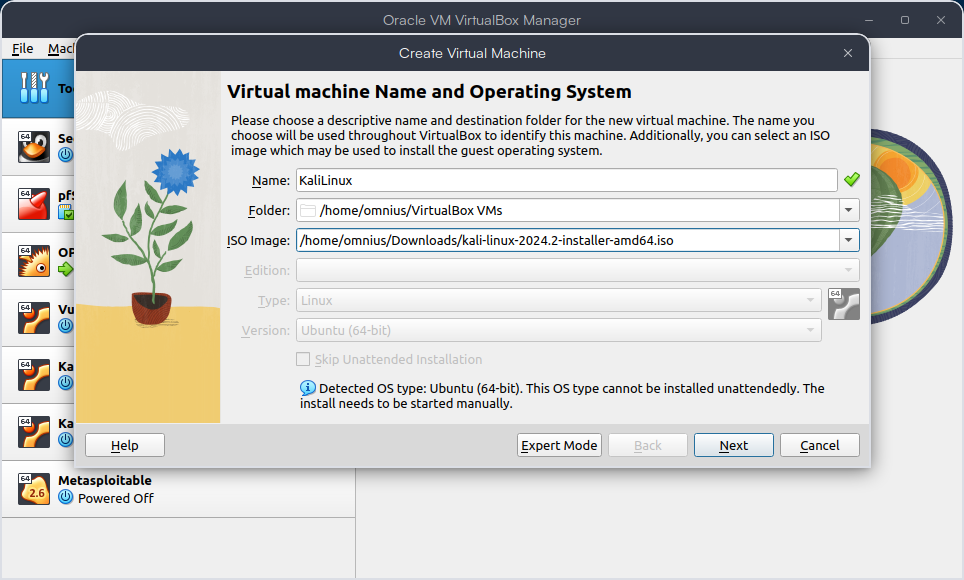 Oracle VM VirtualBox Manager
File
Create Virtual Machine
Virtual machine Name and Operating System
Please choose a descriptive name and destination folder for the new virtual machine. The name you
choose will be used throughout VirtualBox to identify this machine. Additionally, you can select an ISO
image which may be used to install the guest operating system.
Name: KaliLinux
Folder: /home/omnius/VirtualBox VMs
ISO Image: /home/omnius/Downloads/kali-linux-2024.2-installer-amd64.iso
Edition:
Type: Linux
64
Version: Ubuntu (64-bit)
Skip Unattended Installation
Detected OS type: Ubuntu (64-bit). This OS type cannot be installed unattendedly. The
install needs to be started manually.
Help
Expert Mode
Back
Next
Cancel
64
Se
64
pfS
64
OP
64
Vu
64
Ka
64
Ka
64
2.6
Metasploitable
Powered Off